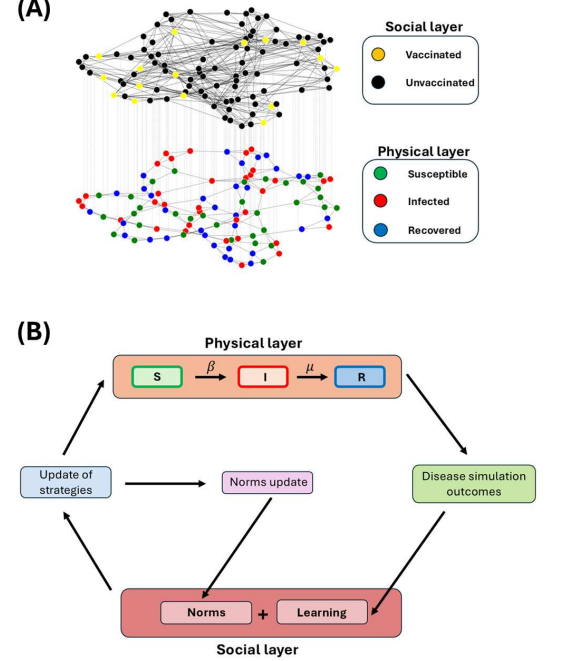 (A)
Social layer
Vaccinated
Unvaccinated
Physical layer
Susceptible
Infected
Recovered
(B)
Physical layer
S
β
I
μ
R
Update of
strategies
Norms update
Disease simulation
outcomes
Norms
+
Learning
Social layer